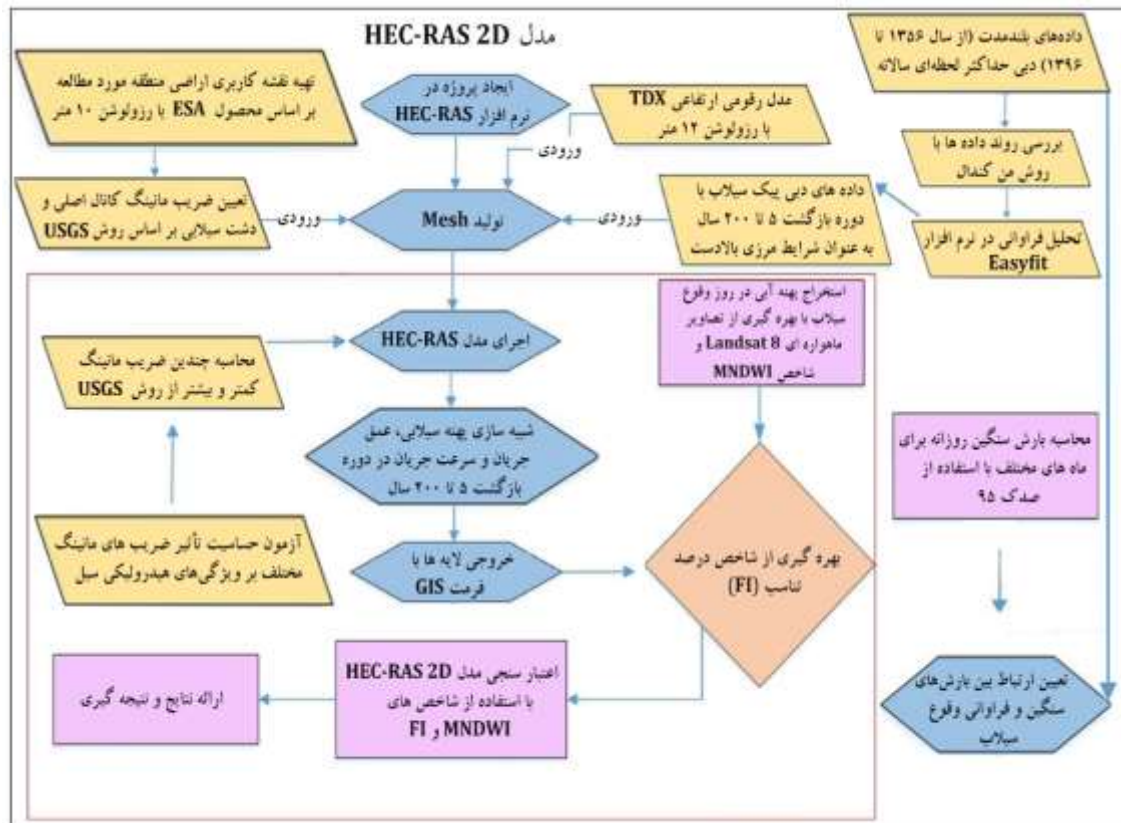 مدل HEC-RAS 2D
داده‌های بلندمدت (از سال ۱۳۵۶ تا
۱۳۹۶) دبی حداکثر لحظه‌ای سالانه
تهیه نقشه کاربری اراضی منطقه مورد مطالعه
بر اساس محصول ESA با رزولوشن ۱۰ متر
ایجاد پروژه در
نرم افزار HEC-RAS
مدل رقومی ارتفاعی TDX
با رزولوشن ۱۲ متر
ورودی
بررسی روند داده ها با
روش من کندال
تحلیل فراوانی در نرم افزار
Easyfit
داده های دبی پیک سیلاب با
دوره بازگشت ۵ تا ۲۰۰ سال
به عنوان شرایط مرزی بالادست
ورودی
تولید Mesh
ورودی
تعیین ضریب مانینگ کانال اصلی و
دشت سیلابی بر اساس روش USGS
استخراج پهنه آبی در روز وقوع
سیلاب با بهره گیری از تصاویر
ماهواره ای Landsat 8 و
شاخص MNDWI
اجرای مدل HEC-RAS
محاسبه چندین ضریب مانینگ
کمتر و بیشتر از روش USGS
شبیه سازی پهنه سیلابی، عمق
جریان و سرعت جریان در دوره
بازگشت ۵ تا ۲۰۰ سال
محاسبه بارش سنگین روزانه برای
ماه های مختلف با استفاده از
صدک ۹۵
آزمون حساسیت تأثیر ضریب های مانینگ
مختلف بر ویژگی‌های هیدرولیکی سیل
خروجی لایه ها با
فرمت GIS
بهره گیری از شاخص درصد
تناسب (FI)
اعتبار سنجی مدل HEC-RAS 2D
با استفاده از شاخص های
MNDWI و FI
ارائه نتایج و نتیجه گیری
تعیین ارتباط بین بارش‌های
سنگین و فراوانی وقوع
سیلاب